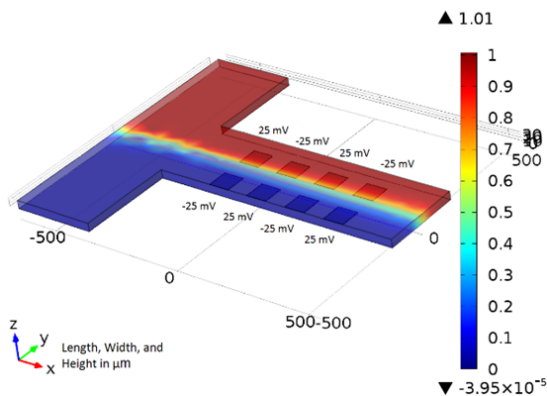 ▲ 1.01
1
0.9
0.8
0.7
0.6
0.5
0.4
0.3
0.2
0.1
0
▼ -3.95×10⁻⁵
25 mV
-25 mV
25 mV
-25 mV
-25 mV
25 mV
-25 mV
25 mV
500
0
-500
0
500-500
z
y
x
Length, Width, and
Height in μm